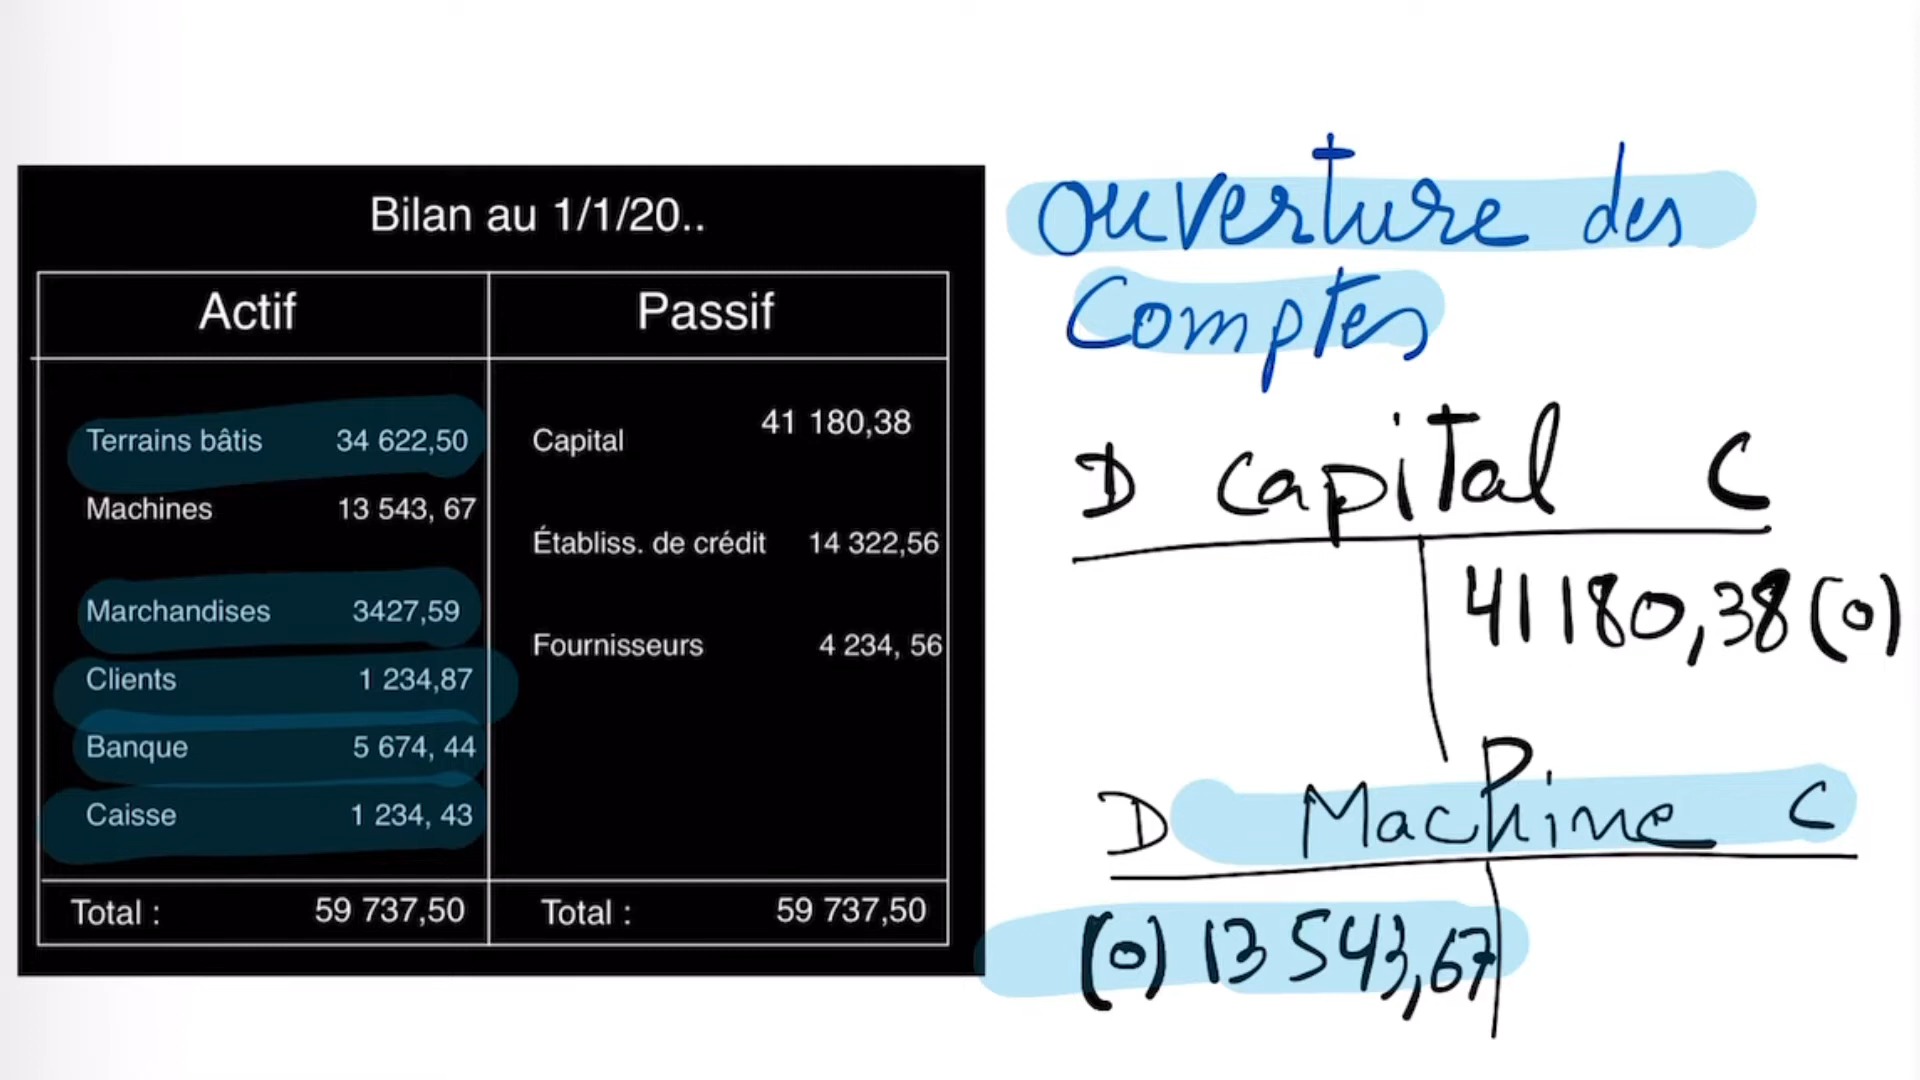 Bilan au 1/1/20..
Actif Passif
Terrains bâtis 34 622,50
Machines 13 543, 67
Marchandises 3427,59
Clients 1 234,87
Banque 5 674, 44
Caisse 1 234, 43
Total : 59 737,50
Capital 41 180,38
Établiss. de crédit 14 322,56
Fournisseurs 4 234, 56
Total : 59 737,50
ouverture des
Comptes
D capital C
41180,38 (0)
D Machine C
(0) 13 543,67